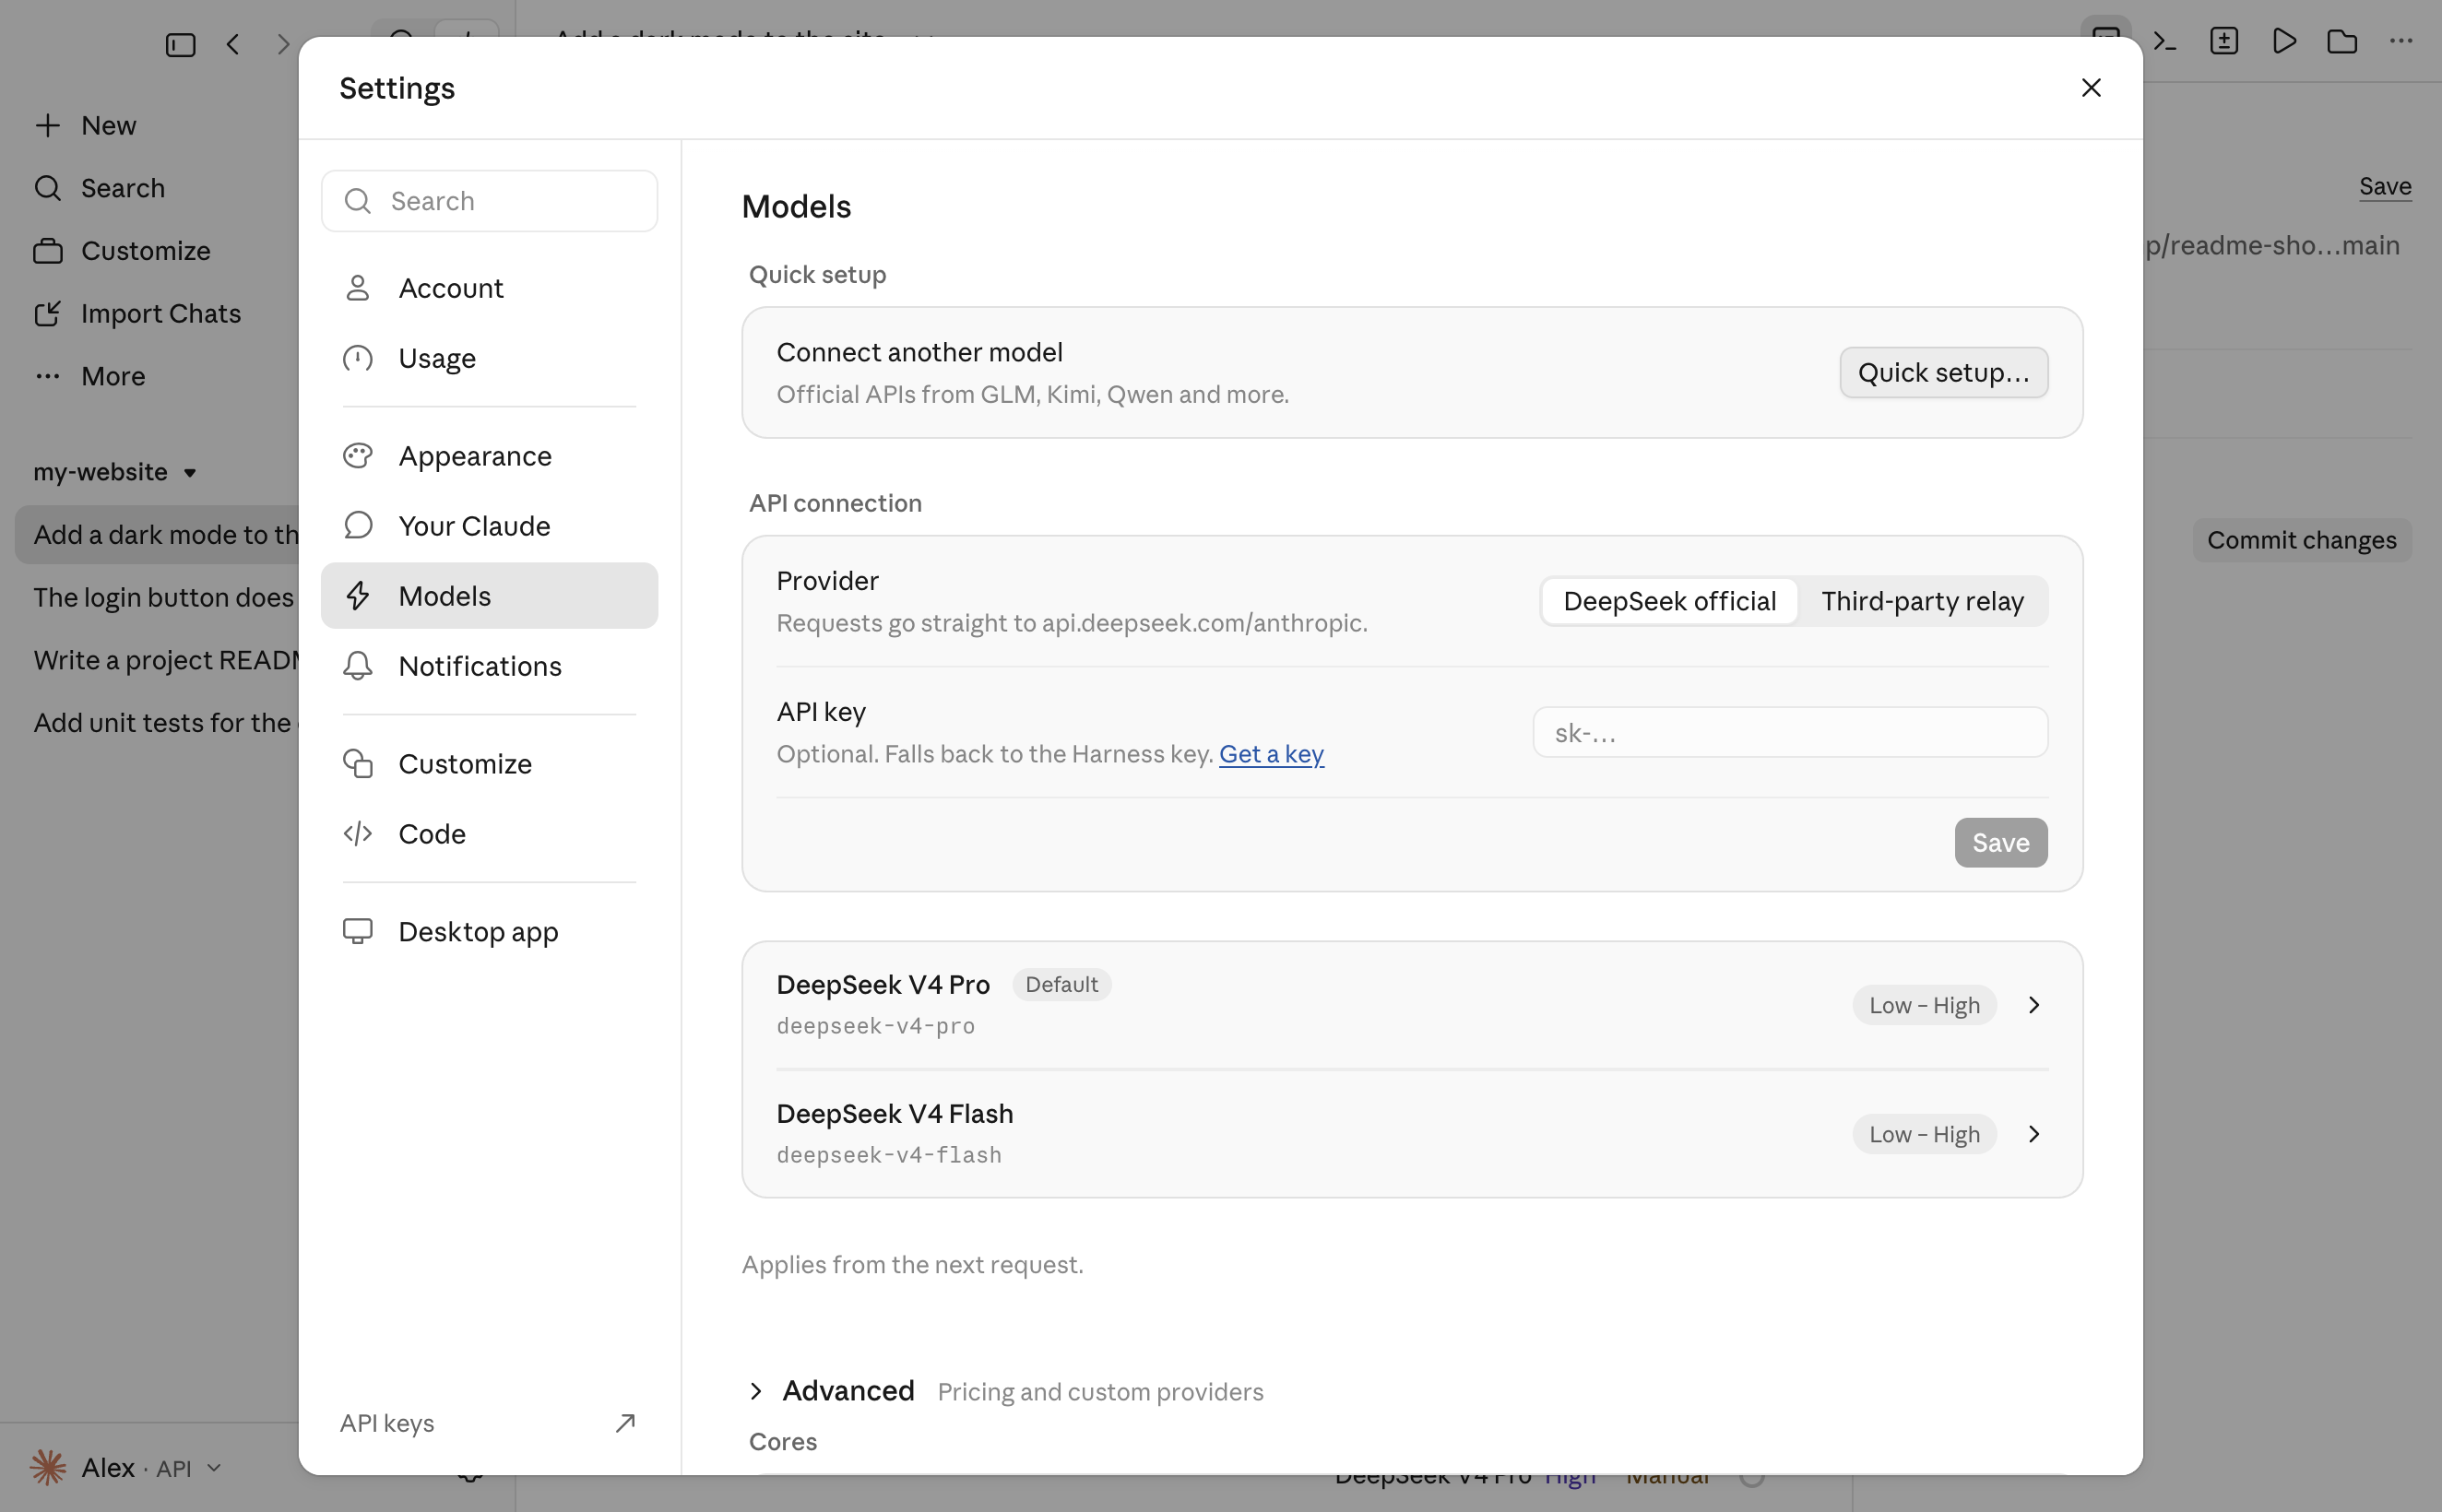 Settings
New
Search
Customize
Import Chats
More
my-website
Add a dark mode to th
The login button does
Write a project READM
Add unit tests for the
Alex · API
Search
Account
Usage
Appearance
Your Claude
Models
Notifications
Customize
Code
Desktop app
API keys
Models
Quick setup
Connect another model
Official APIs from GLM, Kimi, Qwen and more.
Quick setup…
API connection
Provider
Requests go straight to api.deepseek.com/anthropic.
DeepSeek official
Third-party relay
API key
Optional. Falls back to the Harness key. Get a key
sk-…
Save
DeepSeek V4 Pro
Default
deepseek-v4-pro
Low – High
DeepSeek V4 Flash
deepseek-v4-flash
Low – High
Applies from the next request.
Advanced
Pricing and custom providers
Cores
Save
p/readme-sho…main
Commit changes
DeepSeek V4 Pro High Manual